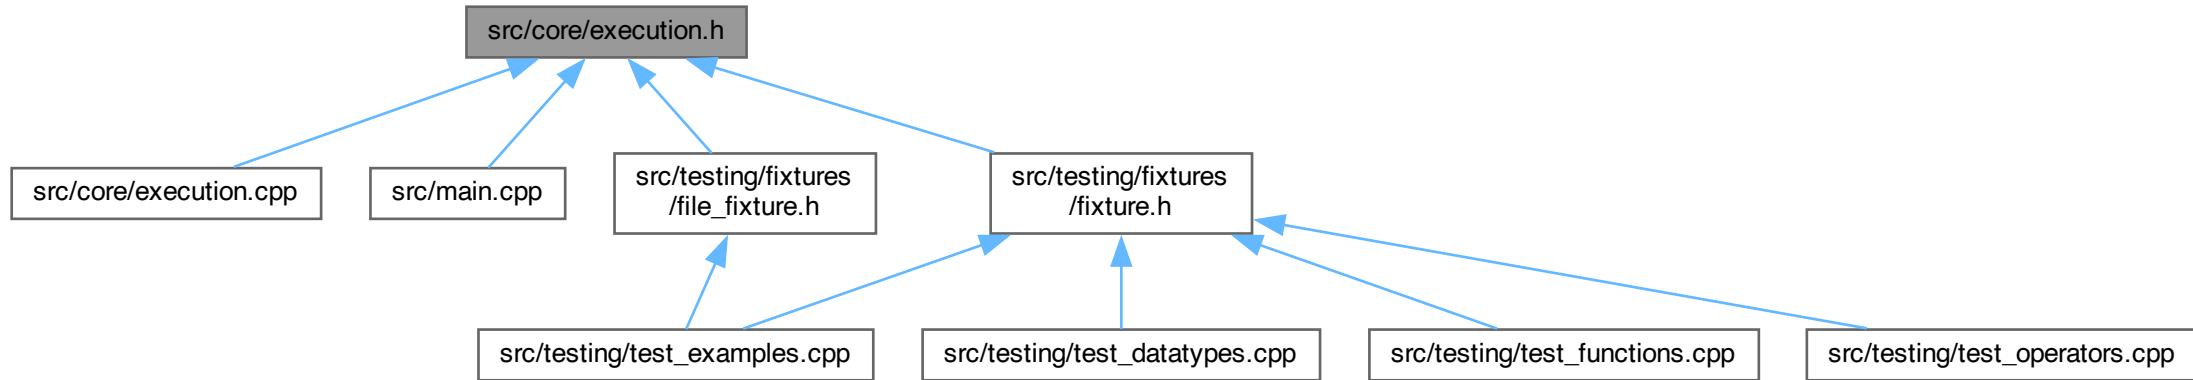 src/core/execution.h
src/core/execution.cpp
src/main.cpp
src/testing/fixtures
/file_fixture.h
src/testing/fixtures
/fixture.h
src/testing/test_examples.cpp
src/testing/test_datatypes.cpp
src/testing/test_functions.cpp
src/testing/test_operators.cpp